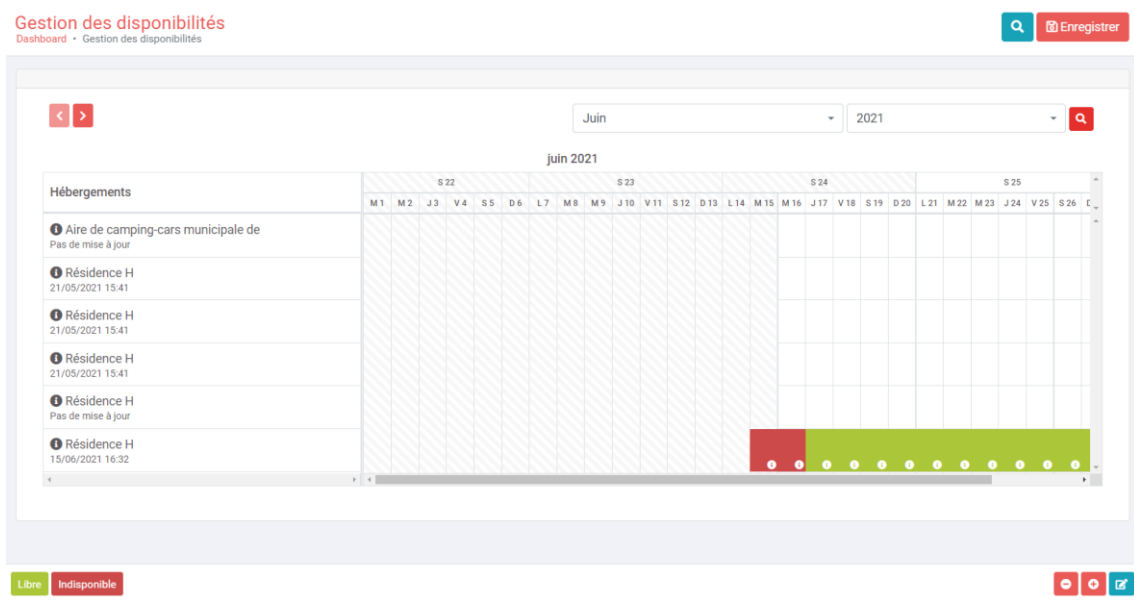 Gestion des disponibilités
Dashboard • Gestion des disponibilités
Enregistrer
Juin
2021
juin 2021
Hébergements
S 22 S 23 S 24 S 25
M 1 M 2 J 3 V 4 S 5 D 6 L 7 M 8 M 9 J 10 V 11 S 12 D 13 L 14 M 15 M 16 J 17 V 18 S 19 D 20 L 21 M 22 M 23 J 24 V 25 S 26
Aire de camping-cars municipale de
Pas de mise à jour
Résidence H
21/05/2021 15:41
Résidence H
21/05/2021 15:41
Résidence H
21/05/2021 15:41
Résidence H
Pas de mise à jour
Résidence H
15/06/2021 16:32
Libre
Indisponible